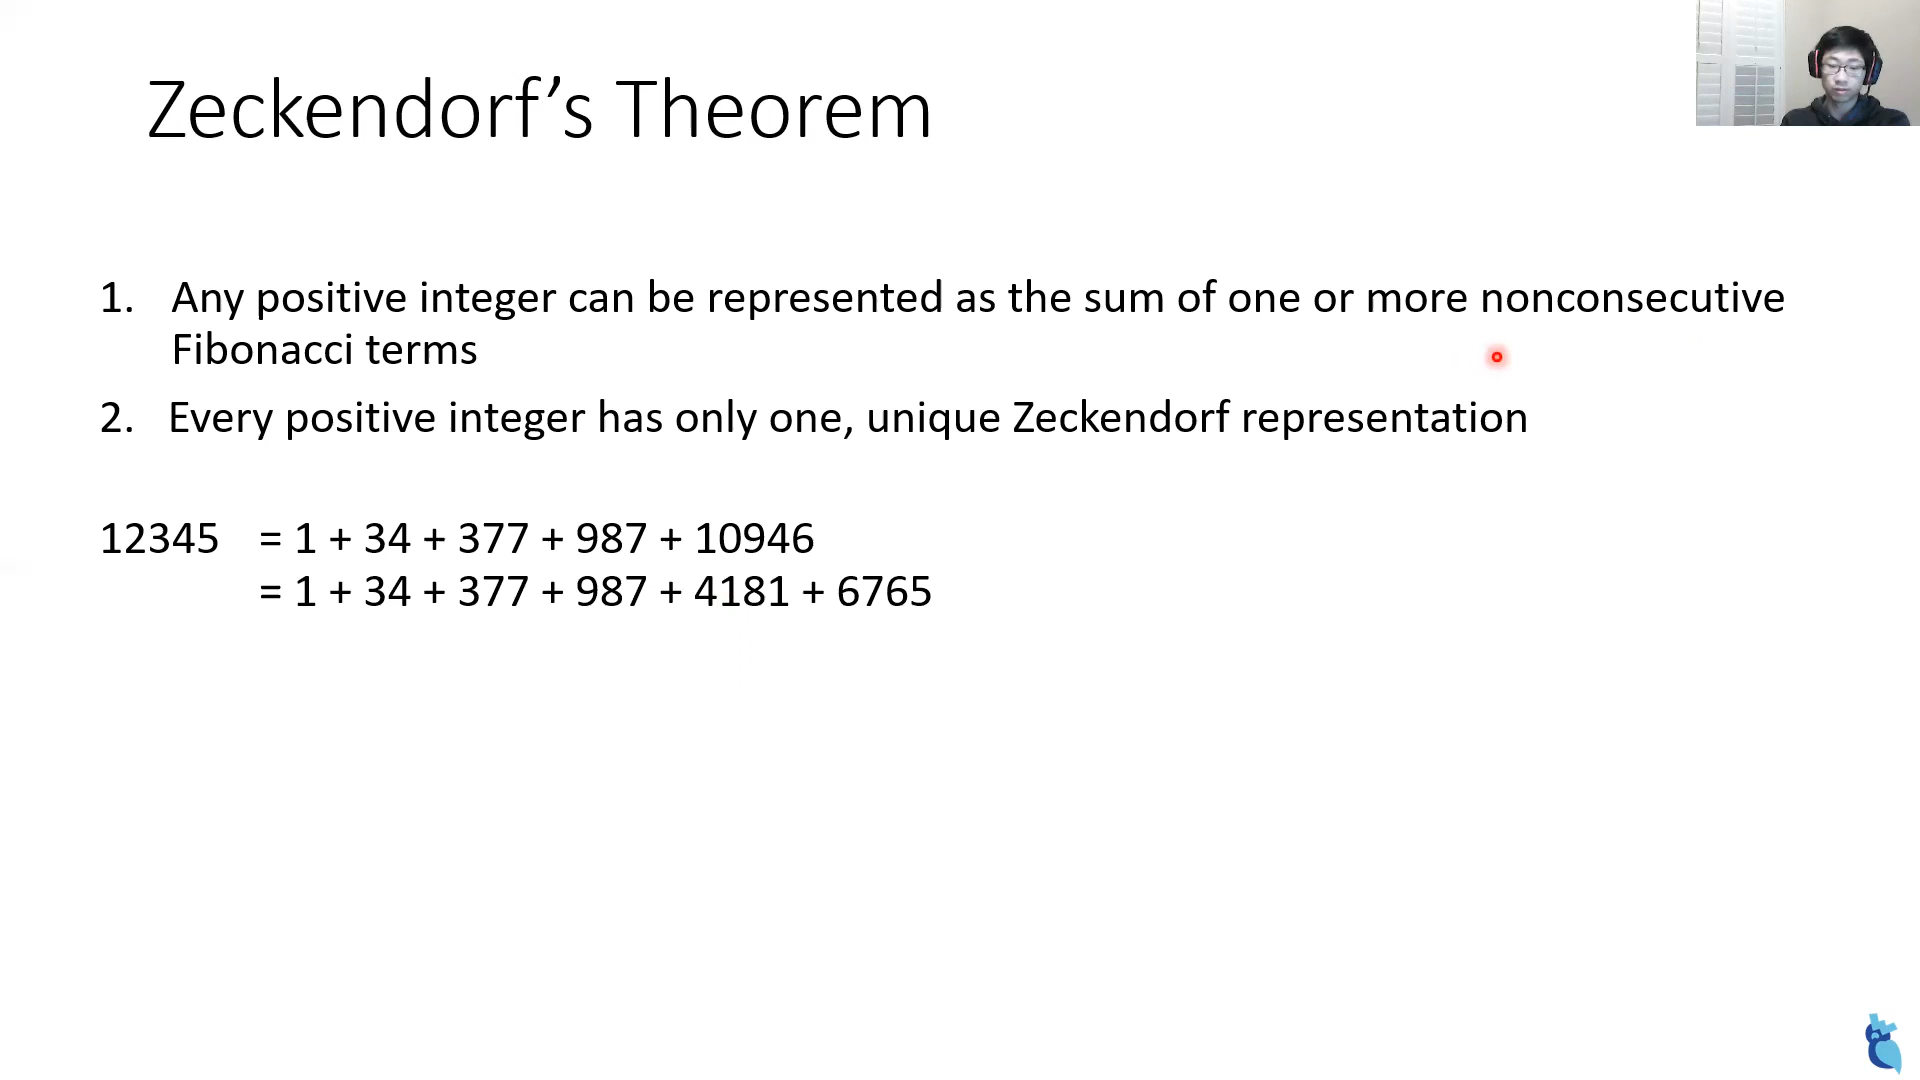 Zeckendorf’s Theorem
1. Any positive integer can be represented as the sum of one or more nonconsecutive
Fibonacci terms
2. Every positive integer has only one, unique Zeckendorf representation
12345 = 1 + 34 + 377 + 987 + 10946
= 1 + 34 + 377 + 987 + 4181 + 6765